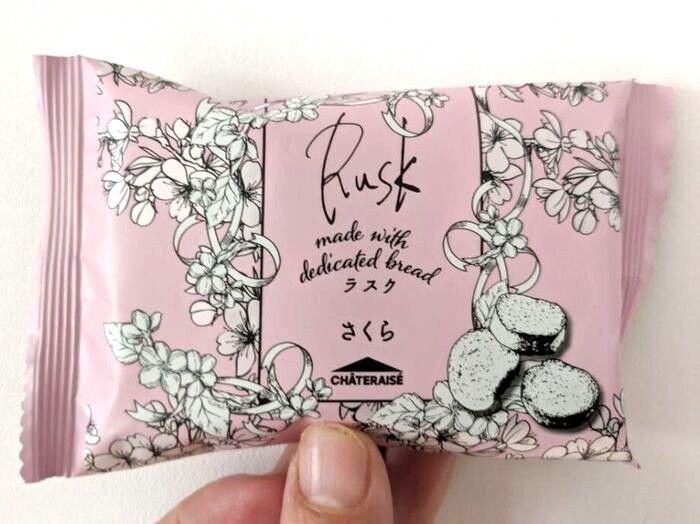 Rusk
made with
dedicated bread
ラスク
さくら
CHÂTERAISÉ